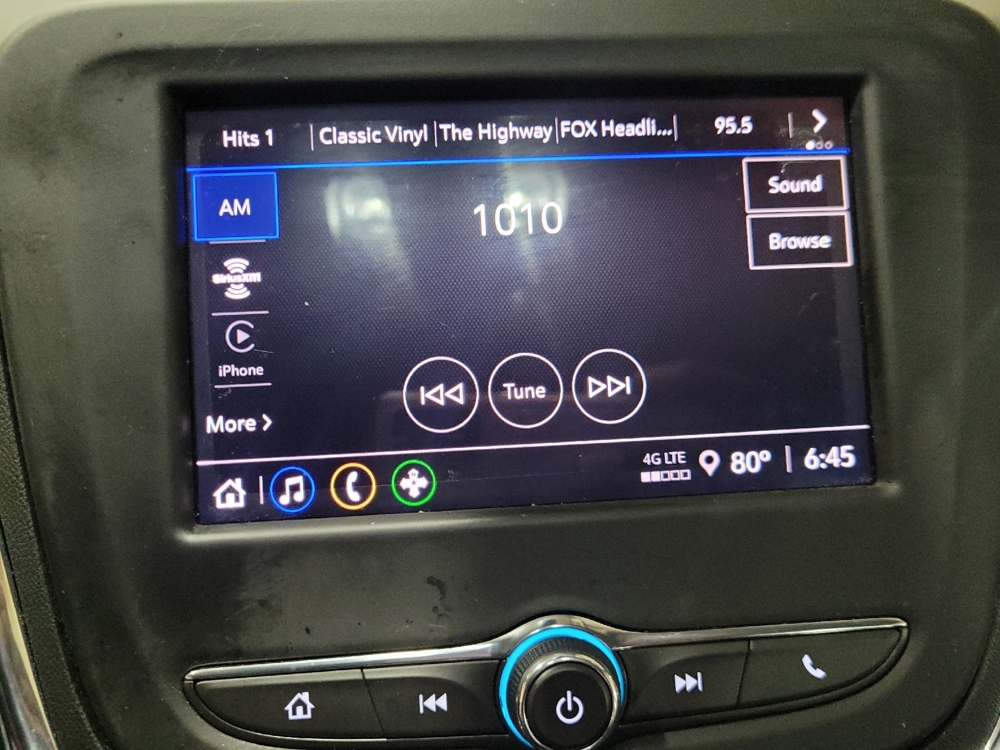 Hits 1 | Classic Vinyl | The Highway | FOX Headli... | 95.5 |
AM
1010
Sound
Browse
SiriusXM
iPhone
Tune
More
4G LTE 80° | 6:45